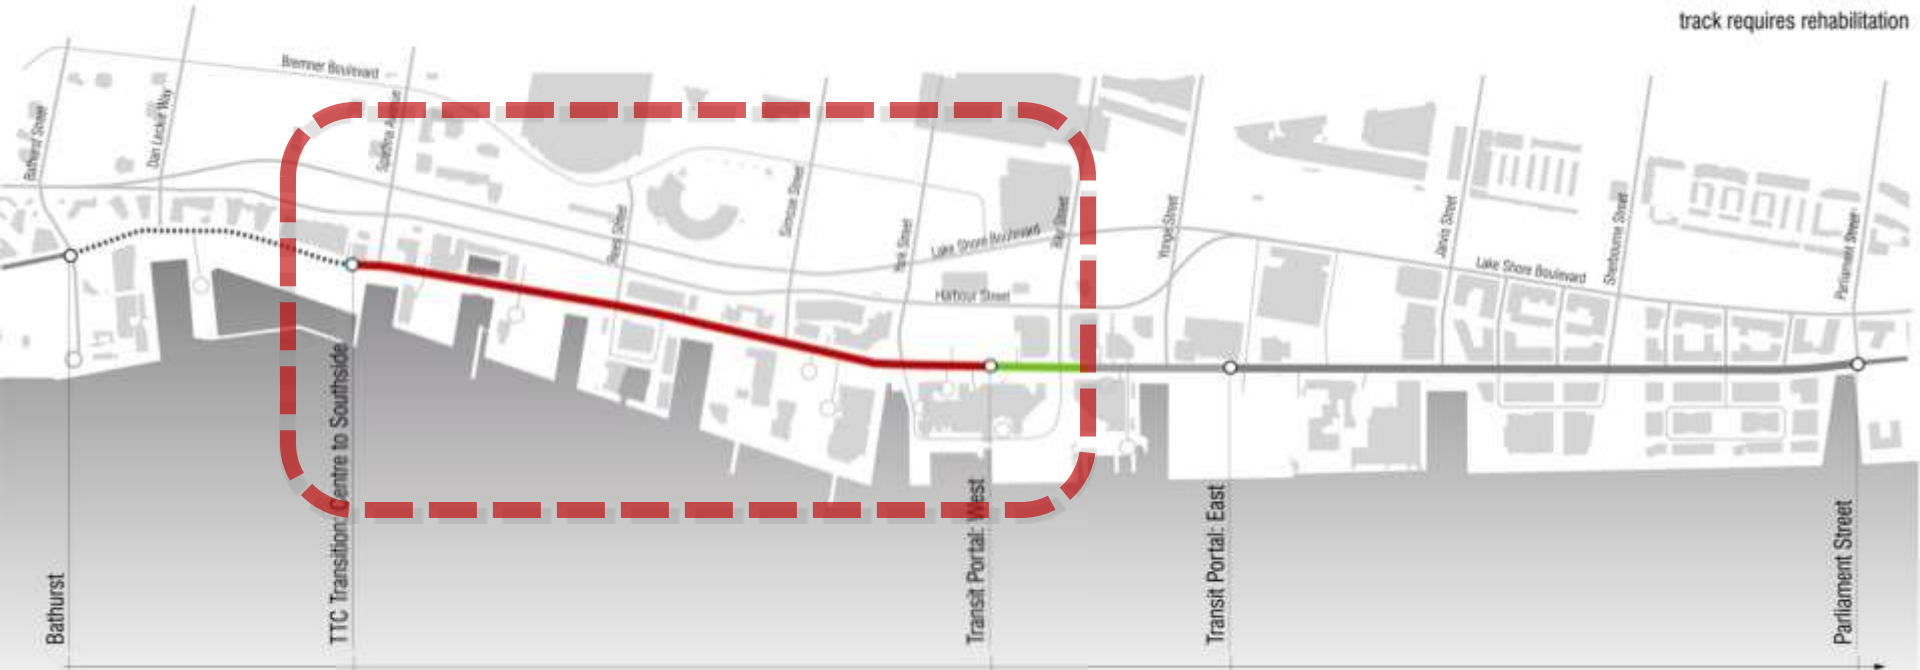 track requires rehabilitation
Bremner Boulevard
Bathurst Street
Dan Leckie Way
Spadina Avenue
Rees Street
Simcoe Street
York Street
Lake Shore Boulevard
Bay Street
Yonge Street
Harbour Street
Jarvis Street
Lake Shore Boulevard
Sherbourne Street
Parliament Street
Bathurst
TTC Transition: Centre to Southside
Transit Portal: West
Transit Portal: East
Parliament Street